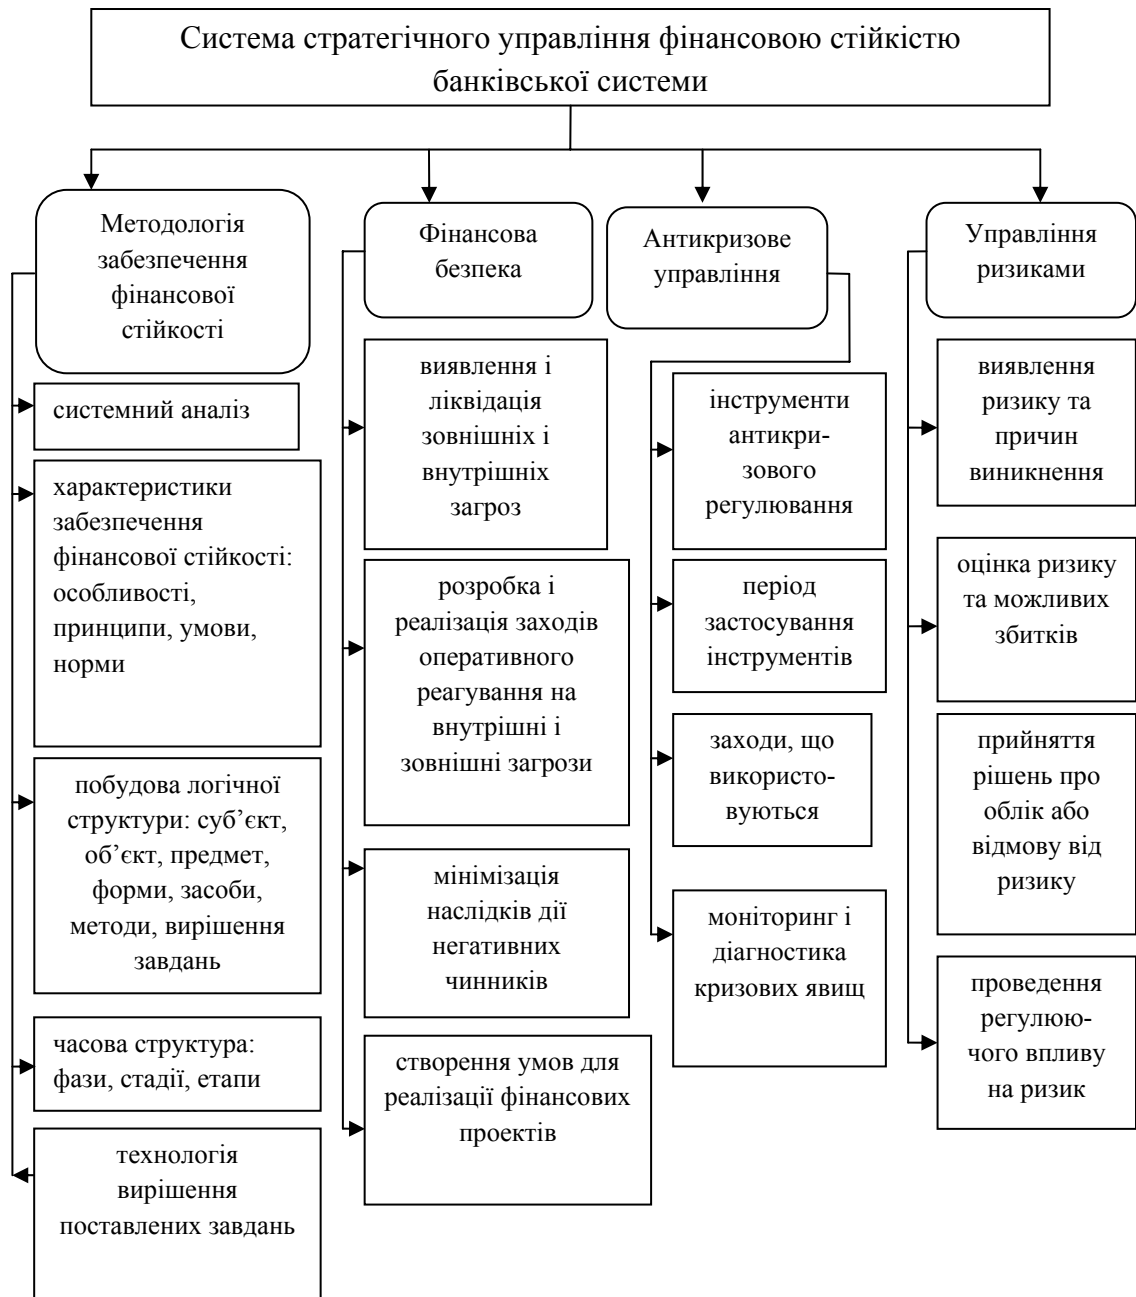 Система стратегічного управління фінансовою стійкістю
банківської системи
Методологія
забезпечення
фінансової
стійкості
системний аналіз
характеристики
забезпечення
фінансової стійкості:
особливості,
принципи, умови,
норми
побудова логічної
структури: суб’єкт,
об’єкт, предмет,
форми, засоби,
методи, вирішення
завдань
часова структура:
фази, стадії, етапи
технологія
вирішення
поставлених завдань
Фінансова
безпека
виявлення і
ліквідація
зовнішніх і
внутрішніх
загроз
розробка і
реалізація заходів
оперативного
реагування на
внутрішні і
зовнішні загрози
мінімізація
наслідків дії
негативних
чинників
створення умов для
реалізації фінансових
проектів
Антикризове
управління
інструменти
антикри-
зового
регулювання
період
застосування
інструментів
заходи, що
використо-
вуються
моніторинг і
діагностика
кризових явищ
Управління
ризиками
виявлення
ризику та
причин
виникнення
оцінка ризику
та можливих
збитків
прийняття
рішень про
облік або
відмову від
ризику
проведення
регулюю-
чого впливу
на ризик